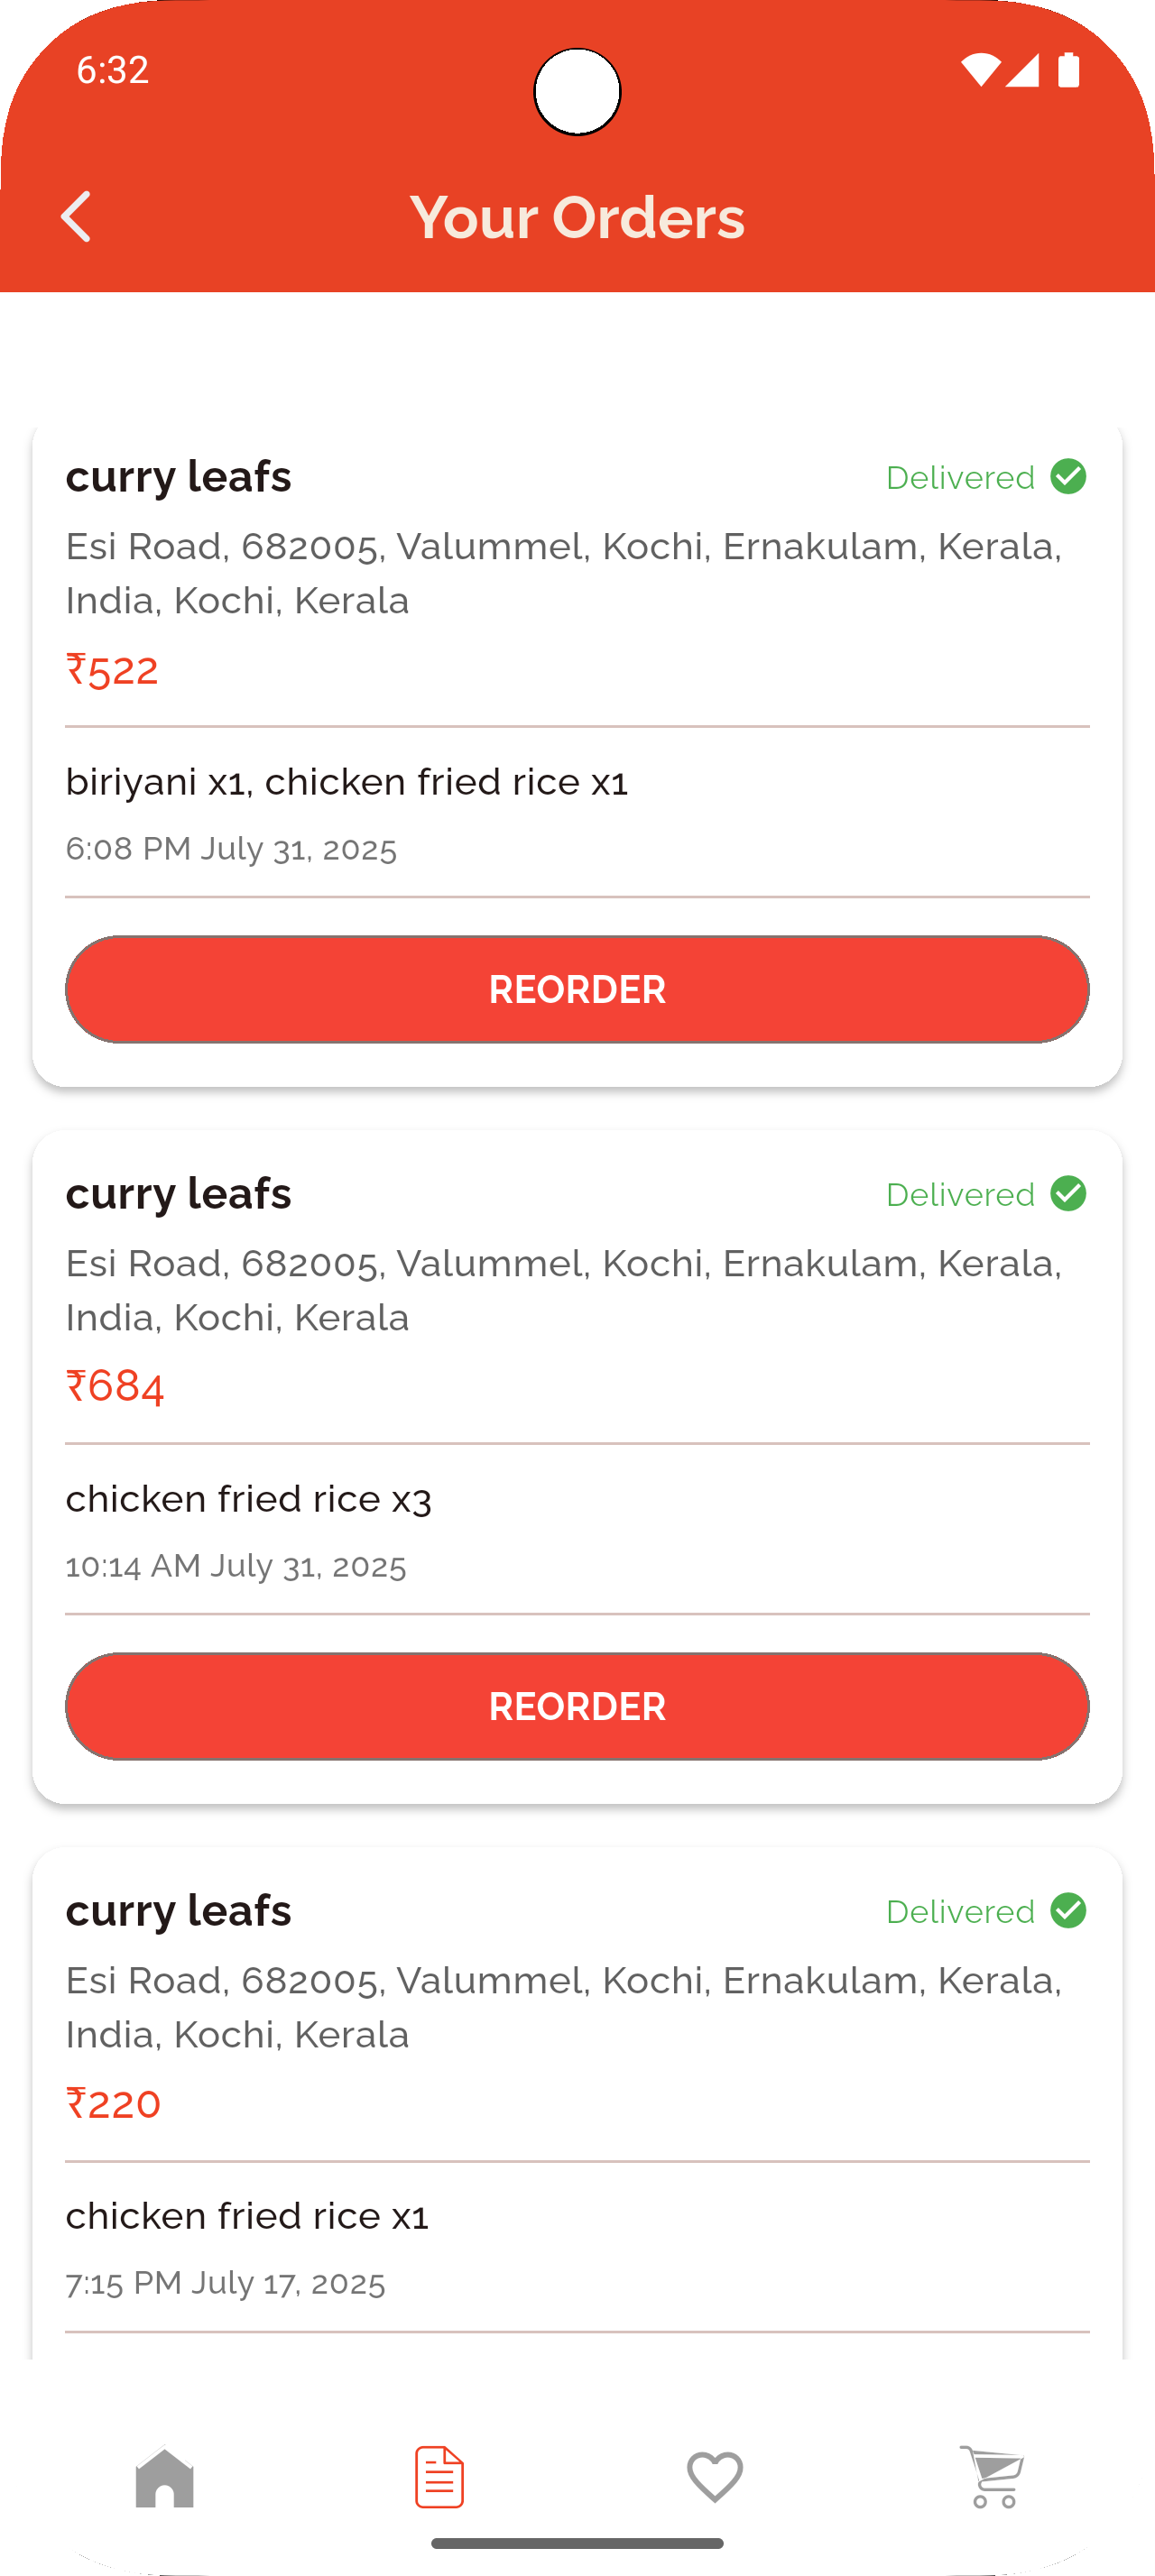 6:32
Your Orders
curry leafs
Delivered
Esi Road, 682005, Valummel, Kochi, Ernakulam, Kerala,
India, Kochi, Kerala
₹522
biriyani x1, chicken fried rice x1
6:08 PM July 31, 2025
REORDER
curry leafs
Delivered
Esi Road, 682005, Valummel, Kochi, Ernakulam, Kerala,
India, Kochi, Kerala
₹684
chicken fried rice x3
10:14 AM July 31, 2025
REORDER
curry leafs
Delivered
Esi Road, 682005, Valummel, Kochi, Ernakulam, Kerala,
India, Kochi, Kerala
₹220
chicken fried rice x1
7:15 PM July 17, 2025